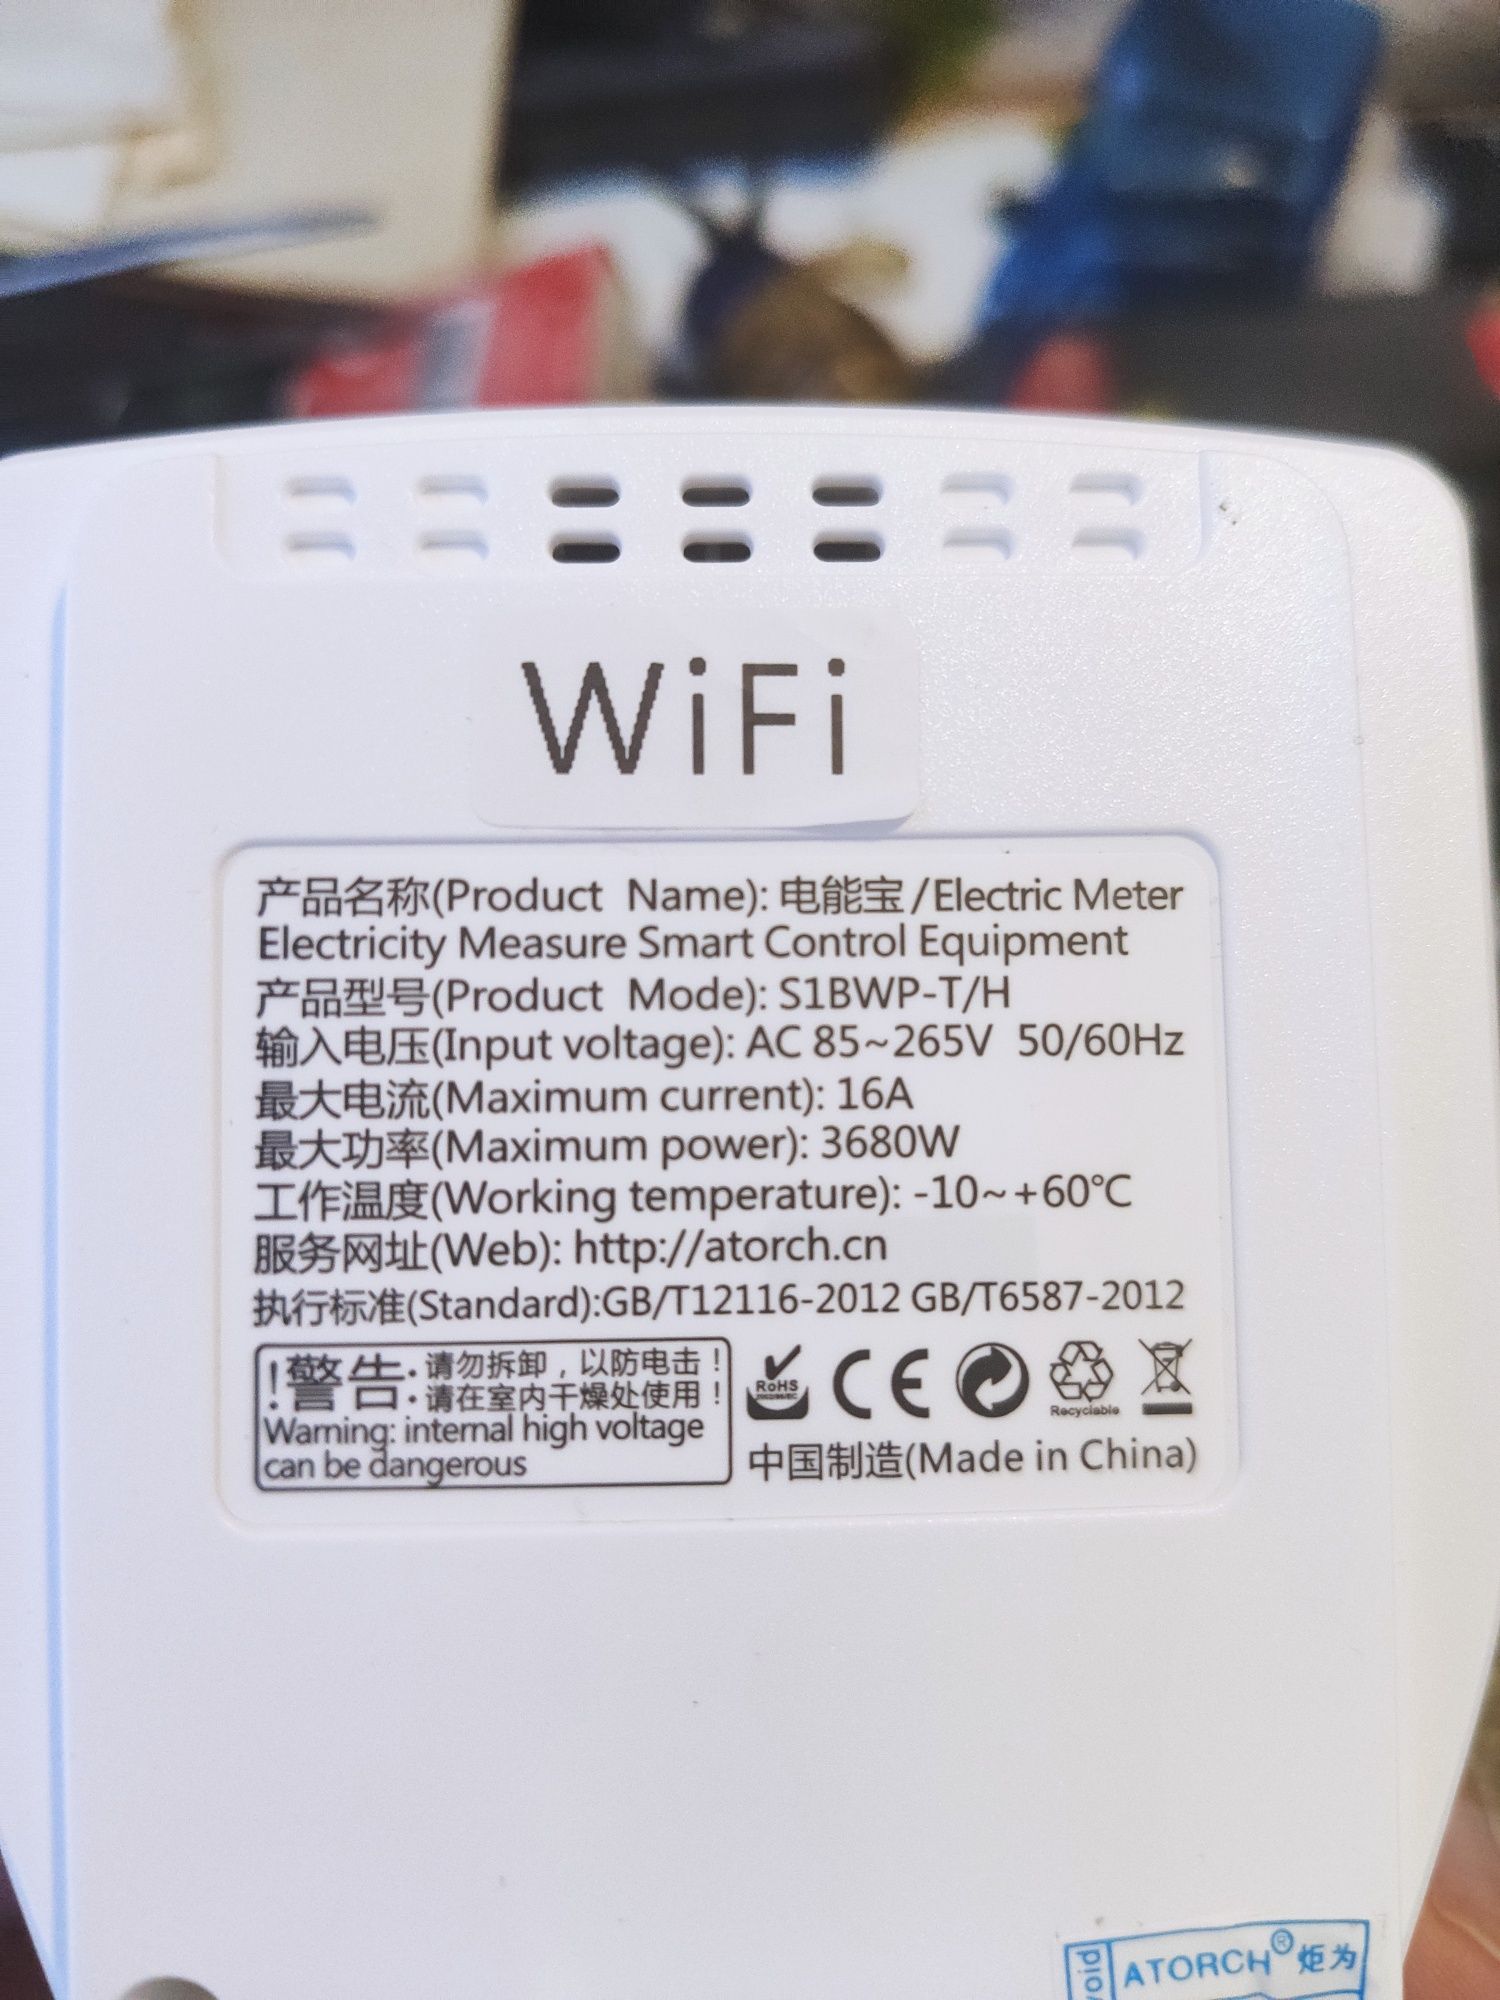 WiFi
产品名称(Product Name): 电能宝/Electric Meter
Electricity Measure Smart Control Equipment
产品型号(Product Mode): S1BWP-T/H
输入电压(Input voltage): AC 85~265V 50/60Hz
最大电流(Maximum current): 16A
最大功率(Maximum power): 3680W
工作温度(Working temperature): -10~+60℃
服务网址(Web): http://atorch.cn
执行标准(Standard):GB/T12116-2012 GB/T6587-2012
!警告:请勿拆卸，以防电击！
请在室内干燥处使用！
Warning: internal high voltage
can be dangerous
RoHS
CE
Recyclable
中国制造(Made in China)
void
ATORCH® 炬为